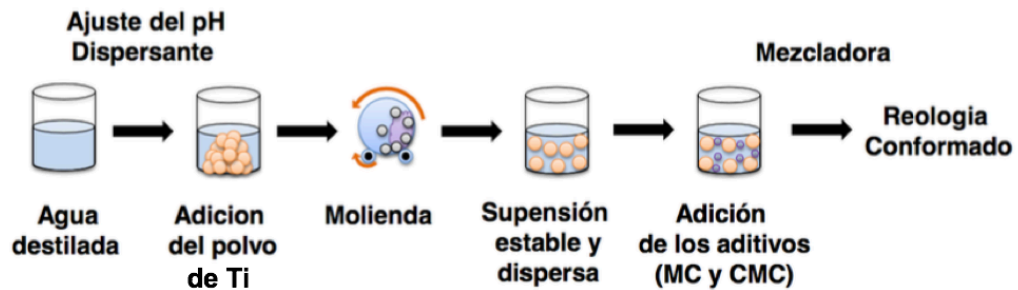 Ajuste del pH
Dispersante
Mezcladora
Reologia
Conformado
Agua
destilada
Adicion
del polvo
de Ti
Molienda
Supensión
estable y
dispersa
Adición
de los aditivos
(MC y CMC)